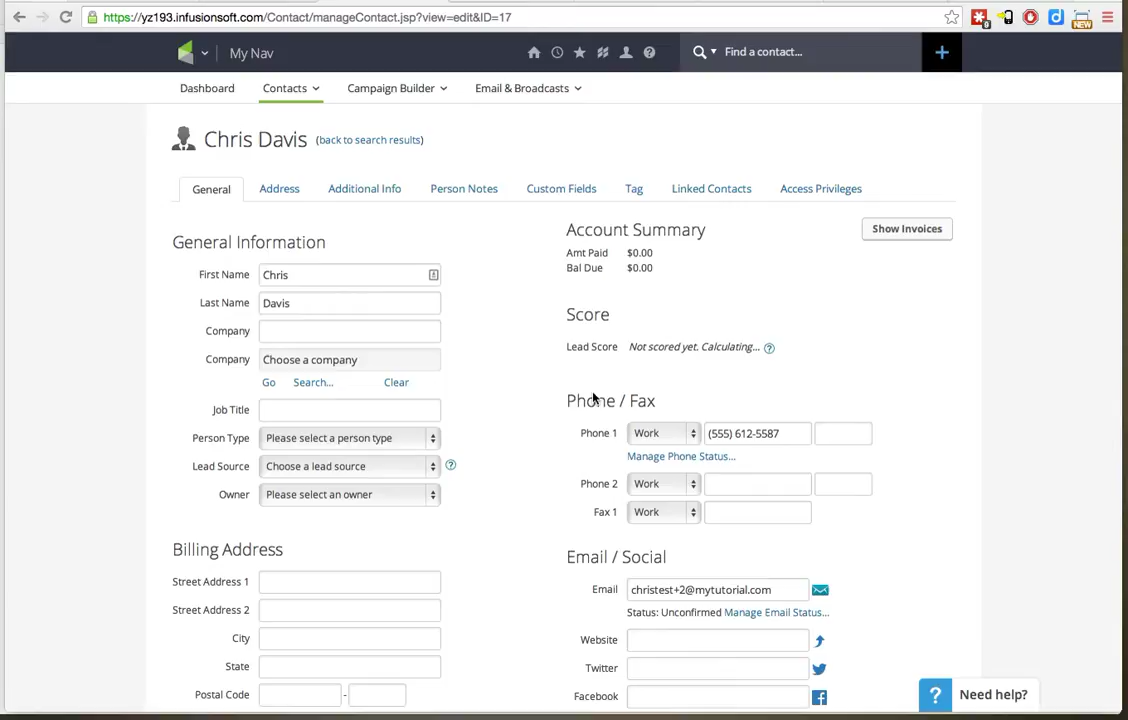 https://yz193.infusionsoft.com/Contact/manageContact.jsp?view=edit&ID=17
9
NEW
My Nav
Find a contact...
Dashboard
Contacts
Campaign Builder
Email & Broadcasts
Chris Davis (back to search results)
General
Address
Additional Info
Person Notes
Custom Fields
Tag
Linked Contacts
Access Privileges
General Information
First Name Chris
Last Name Davis
Company
Company Choose a company
Go Search... Clear
Job Title
Person Type Please select a person type
Lead Source Choose a lead source ?
Owner Please select an owner
Billing Address
Street Address 1
Street Address 2
City
State
Postal Code -
Account Summary
Show Invoices
Amt Paid $0.00
Bal Due $0.00
Score
Lead Score Not scored yet. Calculating... ?
Phone / Fax
Phone 1 Work (555) 612-5587
Manage Phone Status...
Phone 2 Work
Fax 1 Work
Email / Social
Email christest+2@mytutorial.com
Status: Unconfirmed Manage Email Status...
Website
Twitter
Facebook
? Need help?